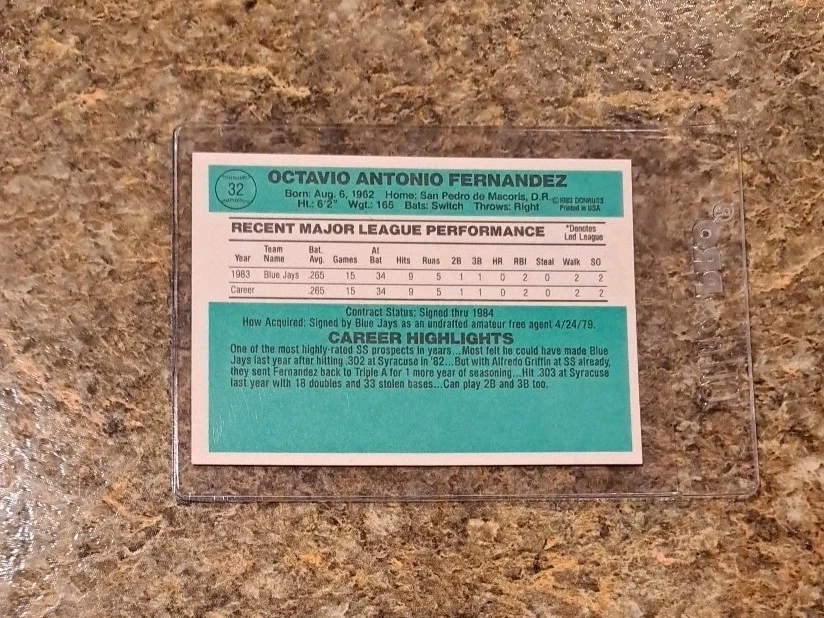 32
OCTAVIO ANTONIO FERNANDEZ
Born: Aug. 6, 1962 Home: San Pedro de Macoris, D.R.
Ht.: 6'2" Wgt.: 165 Bats: Switch Throws: Right
© 1983 DONRUSS
Printed in USA
RECENT MAJOR LEAGUE PERFORMANCE
*Denotes
Led League
Year Team Name Bat. Avg. Games At Bat Hits Runs 2B 3B HR RBI Steal Walk SO
1983 Blue Jays .265 15 34 9 5 1 1 0 2 0 2 2
Career .265 15 34 9 5 1 1 0 2 0 2 2
Contract Status: Signed thru 1984
How Acquired: Signed by Blue Jays as an undrafted amateur free agent 4/24/79.
CAREER HIGHLIGHTS
One of the most highly-rated SS prospects in years...Most felt he could have made Blue
Jays last year after hitting .302 at Syracuse in '82...But with Alfredo Griffin at SS already,
they sent Fernandez back to Triple A for 1 more year of seasoning...Hit .303 at Syracuse
last year with 18 doubles and 33 stolen bases...Can play 2B and 3B too.